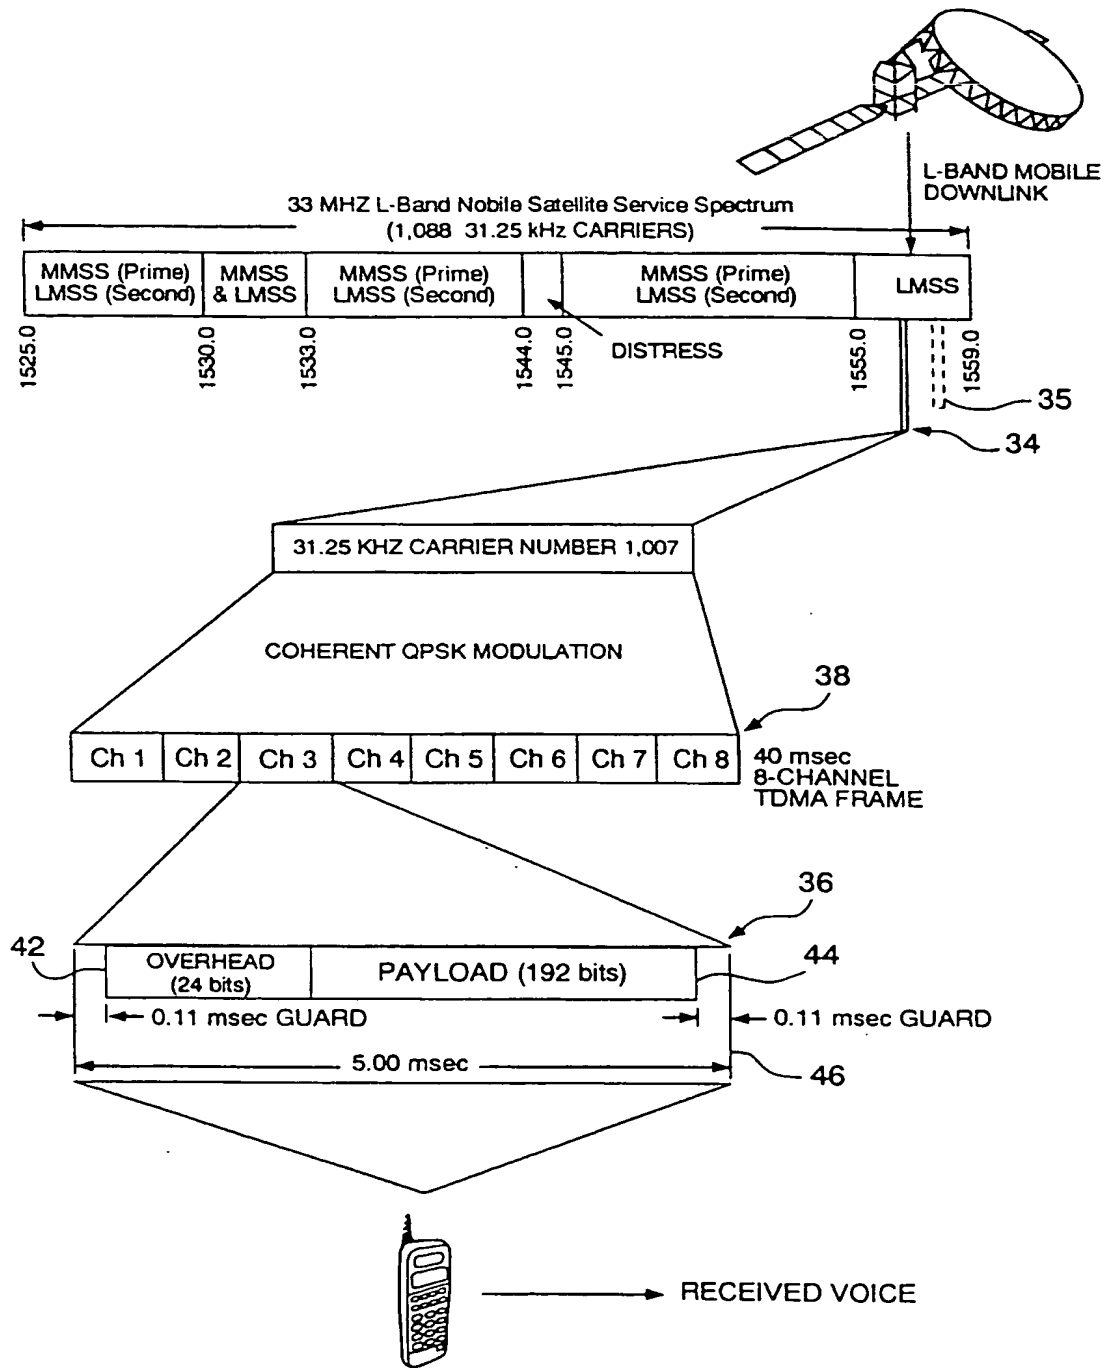 L-BAND MOBILE
DOWNLINK
33 MHZ L-Band Nobile Satellite Service Spectrum
(1,088 31.25 kHz CARRIERS)
MMSS (Prime)
LMSS (Second)
MMSS
& LMSS
MMSS (Prime)
LMSS (Second)
MMSS (Prime)
LMSS (Second)
LMSS
1525.0
1530.0
1533.0
1544.0
1545.0
DISTRESS
1555.0
1559.0
35
34
31.25 KHZ CARRIER NUMBER 1,007
COHERENT QPSK MODULATION
38
Ch 1
Ch 2
Ch 3
Ch 4
Ch 5
Ch 6
Ch 7
Ch 8
40 msec
8-CHANNEL
TDMA FRAME
36
42
OVERHEAD
(24 bits)
PAYLOAD (192 bits)
44
0.11 msec GUARD
0.11 msec GUARD
5.00 msec
46
RECEIVED VOICE